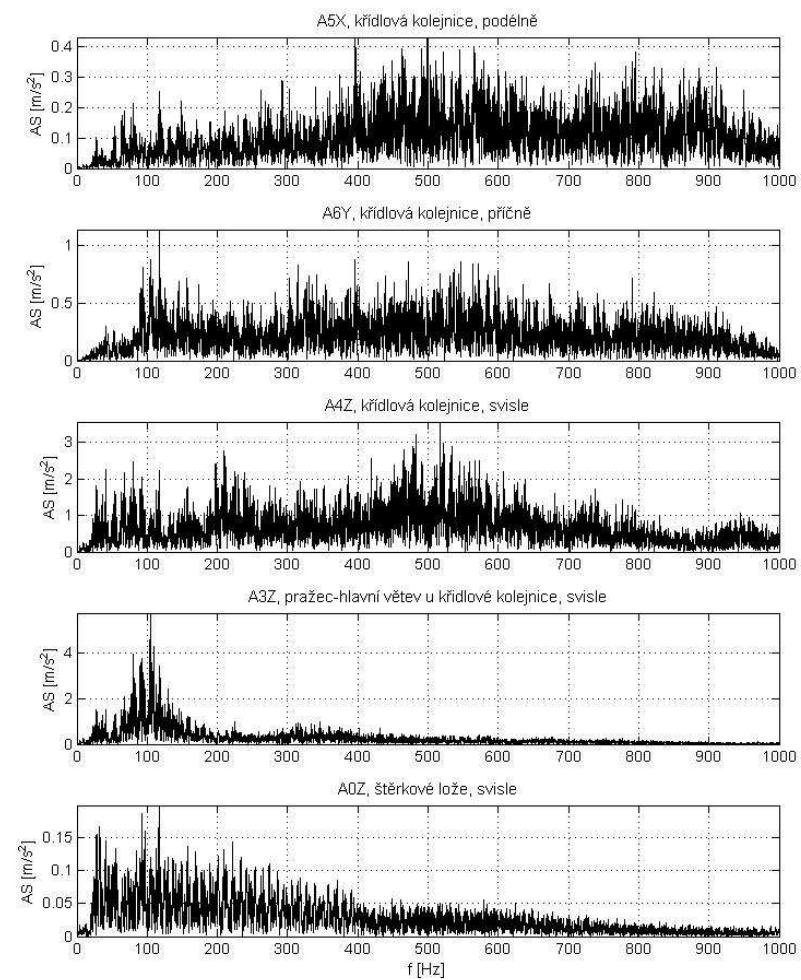 A5X, křídlová kolejnice, podélně
0.4
0.3
0.2
0.1
0
AS [m/s²]
0 100 200 300 400 500 600 700 800 900 1000
A6Y, křídlová kolejnice, příčně
1
0.5
0
AS [m/s²]
0 100 200 300 400 500 600 700 800 900 1000
A4Z, křídlová kolejnice, svisle
3
2
1
0
AS [m/s²]
0 100 200 300 400 500 600 700 800 900 1000
A3Z, pražec-hlavní větev u křidlové kolejnice, svisle
4
2
0
AS [m/s²]
0 100 200 300 400 500 600 700 800 900 1000
A0Z, štěrkové lože, svisle
0.15
0.1
0.05
0
AS [m/s²]
0 100 200 300 400 500 600 700 800 900 1000
f [Hz]